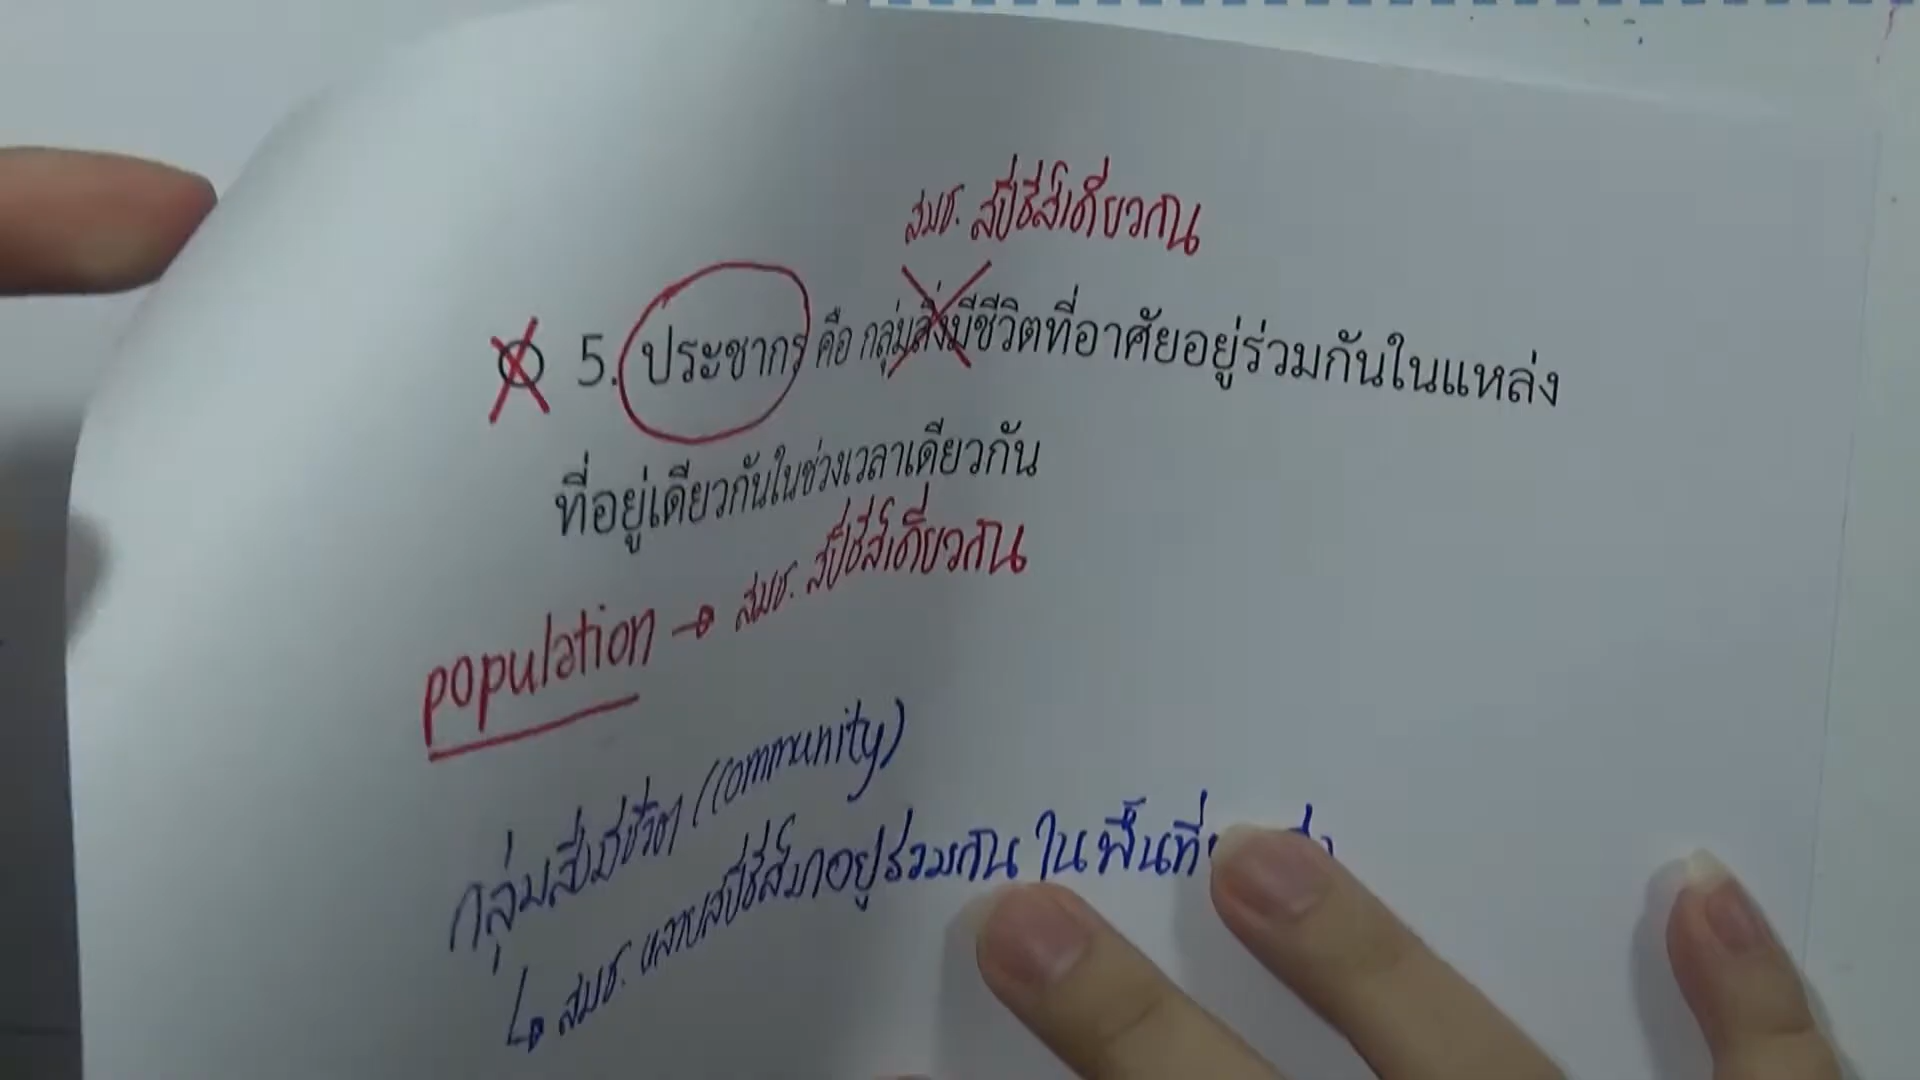 สมช. สปีชีส์เดียวกัน
5. ประชากร คือ กลุ่มสิ่งมีชีวิตที่อาศัยอยู่ร่วมกันในแหล่ง
ที่อยู่เดียวกันในช่วงเวลาเดียวกัน
population → สมช. สปีชีส์เดียวกัน
กลุ่มสิ่งมีชีวิต (community)
↳ สมช. หลายสปีชีส์มาอยู่ร่วมกัน ใน พื้นที่